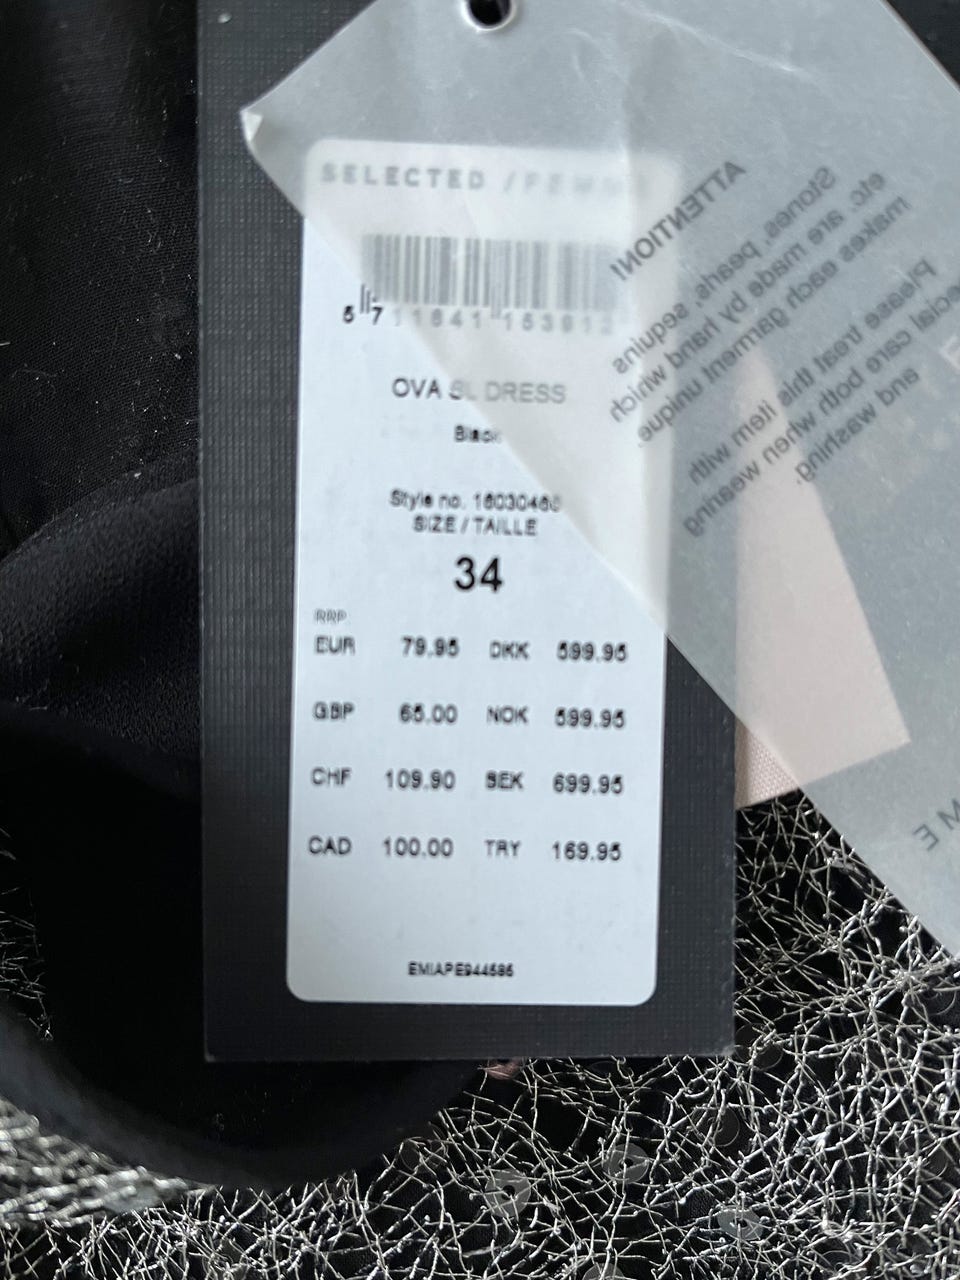 SELECTED / FEMME
5 711641 153912
OVA SL DRESS
Black
Style no. 16030460
SIZE / TAILLE
34
RRP
EUR 79.95 DKK 599.95
GBP 65.00 NOK 599.95
CHF 109.90 SEK 699.95
CAD 100.00 TRY 169.95
EMIAPE944585
ATTENTION!
Stones, pearls, sequins
etc. are made by hand which
makes each garment unique.
Please treat this item with
special care both when wearing
and washing.
ME